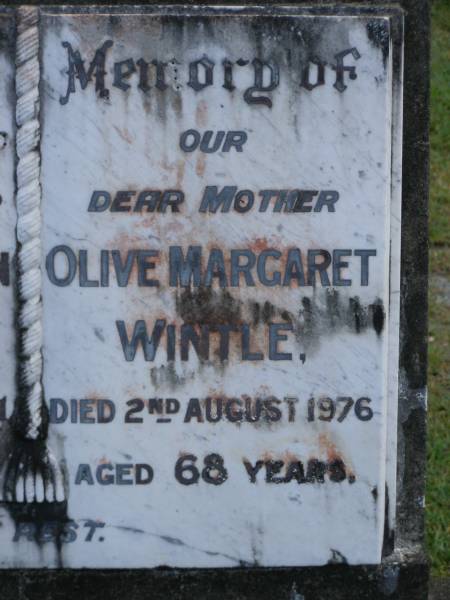 Memory of
OUR
DEAR MOTHER
OLIVE MARGARET
WINTLE,
DIED 2ND AUGUST 1976
AGED 68 YEARS.
REST.